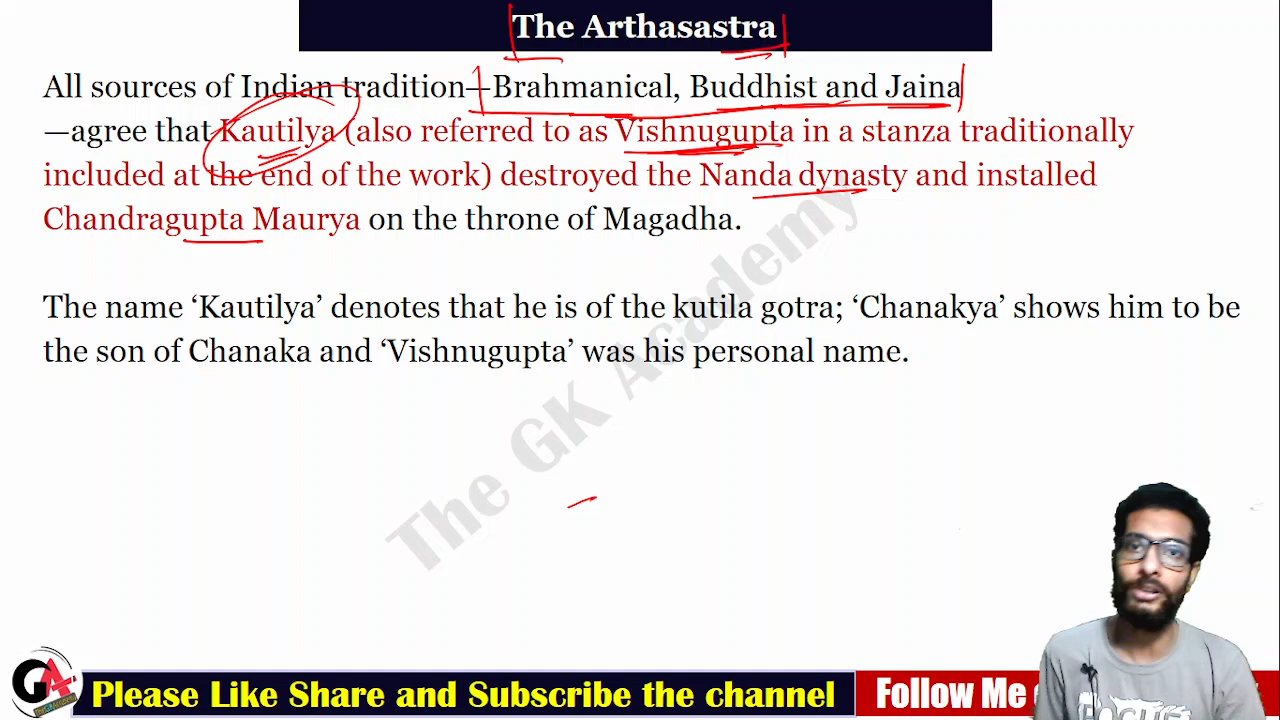 The Arthasastra
All sources of Indian tradition—Brahmanical, Buddhist and Jaina
—agree that Kautilya (also referred to as Vishnugupta in a stanza traditionally
included at the end of the work) destroyed the Nanda dynasty and installed
Chandragupta Maurya on the throne of Magadha.
The name ‘Kautilya’ denotes that he is of the kutila gotra; ‘Chanakya’ shows him to be
the son of Chanaka and ‘Vishnugupta’ was his personal name.
The GK Academy
GA
Please Like Share and Subscribe the channel
Follow Me